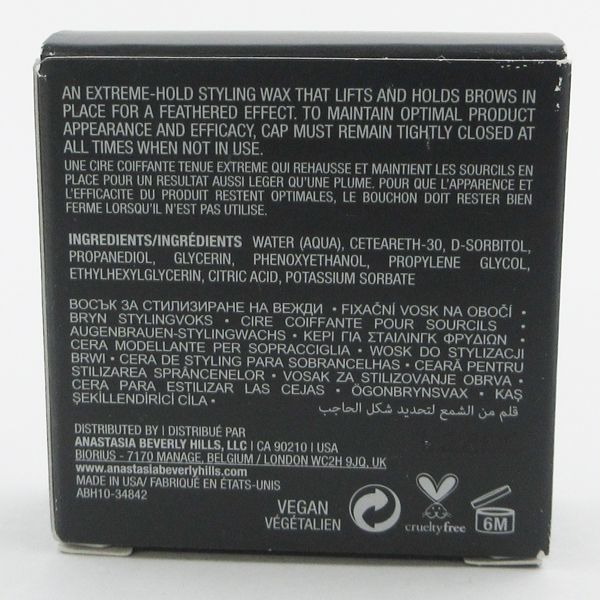 AN EXTREME-HOLD STYLING WAX THAT LIFTS AND HOLDS BROWS IN
PLACE FOR A FEATHERED EFFECT. TO MAINTAIN OPTIMAL PRODUCT
APPEARANCE AND EFFICACY, CAP MUST REMAIN TIGHTLY CLOSED AT
ALL TIMES WHEN NOT IN USE.
UNE CIRE COIFFANTE TENUE EXTREME QUI REHAUSSE ET MAINTIENT LES SOURCILS EN
PLACE POUR UN RESULTAT AUSSI LEGER QU'UNE PLUME. POUR QUE L'APPARENCE ET
L'EFFICACITE DU PRODUIT RESTENT OPTIMALES, LE BOUCHON DOIT RESTER BIEN
FERME LORSQU'IL N'EST PAS UTILISE.
INGREDIENTS/INGRÉDIENTS WATER (AQUA), CETEARETH-30, D-SORBITOL,
PROPANEDIOL, GLYCERIN, PHENOXYETHANOL, PROPYLENE GLYCOL,
ETHYLHEXYLGLYCERIN, CITRIC ACID, POTASSIUM SORBATE
ВОСЪК ЗА СТИЛИЗИРАНЕ НА ВЕЖДИ • FIXAČNÍ VOSK NA OBOČÍ •
BRYN STYLINGVOKS • CIRE COIFFANTE POUR SOURCILS •
AUGENBRAUEN-STYLINGWACHS • ΚΕΡΙ ΓΙΑ ΣΤΑΙΛΙΝΓΚ ΦΡΥΔΙΩΝ •
CERA MODELLANTE PER SOPRACCIGLIA • WOSK DO STYLIZACJI
BRWI • CERA DE STYLING PARA SOBRANCELHAS • CEARĂ PENTRU
STILIZAREA SPRÂNCENELOR • VOSAK ZA STILIZOVANJE OBRVA •
CERA PARA ESTILIZAR LAS CEJAS • ÖGONBRYNSVAX • KAŞ
ŞEKİLLENDİRİCİ CİLA • قلم من الشمع لتحديد شكل الحاجب
DISTRIBUTED BY | DISTRIBUÉ PAR
ANASTASIA BEVERLY HILLS, LLC | CA 90210 | USA
BIORIUS - 7170 MANAGE, BELGIUM / LONDON WC2H 9JQ, UK
www.anastasiabeverlyhills.com
MADE IN USA/ FABRIQUÉ EN ÉTATS-UNIS
ABH10-34842
VEGAN
VÉGÉTALIEN
crueltyfree
6M